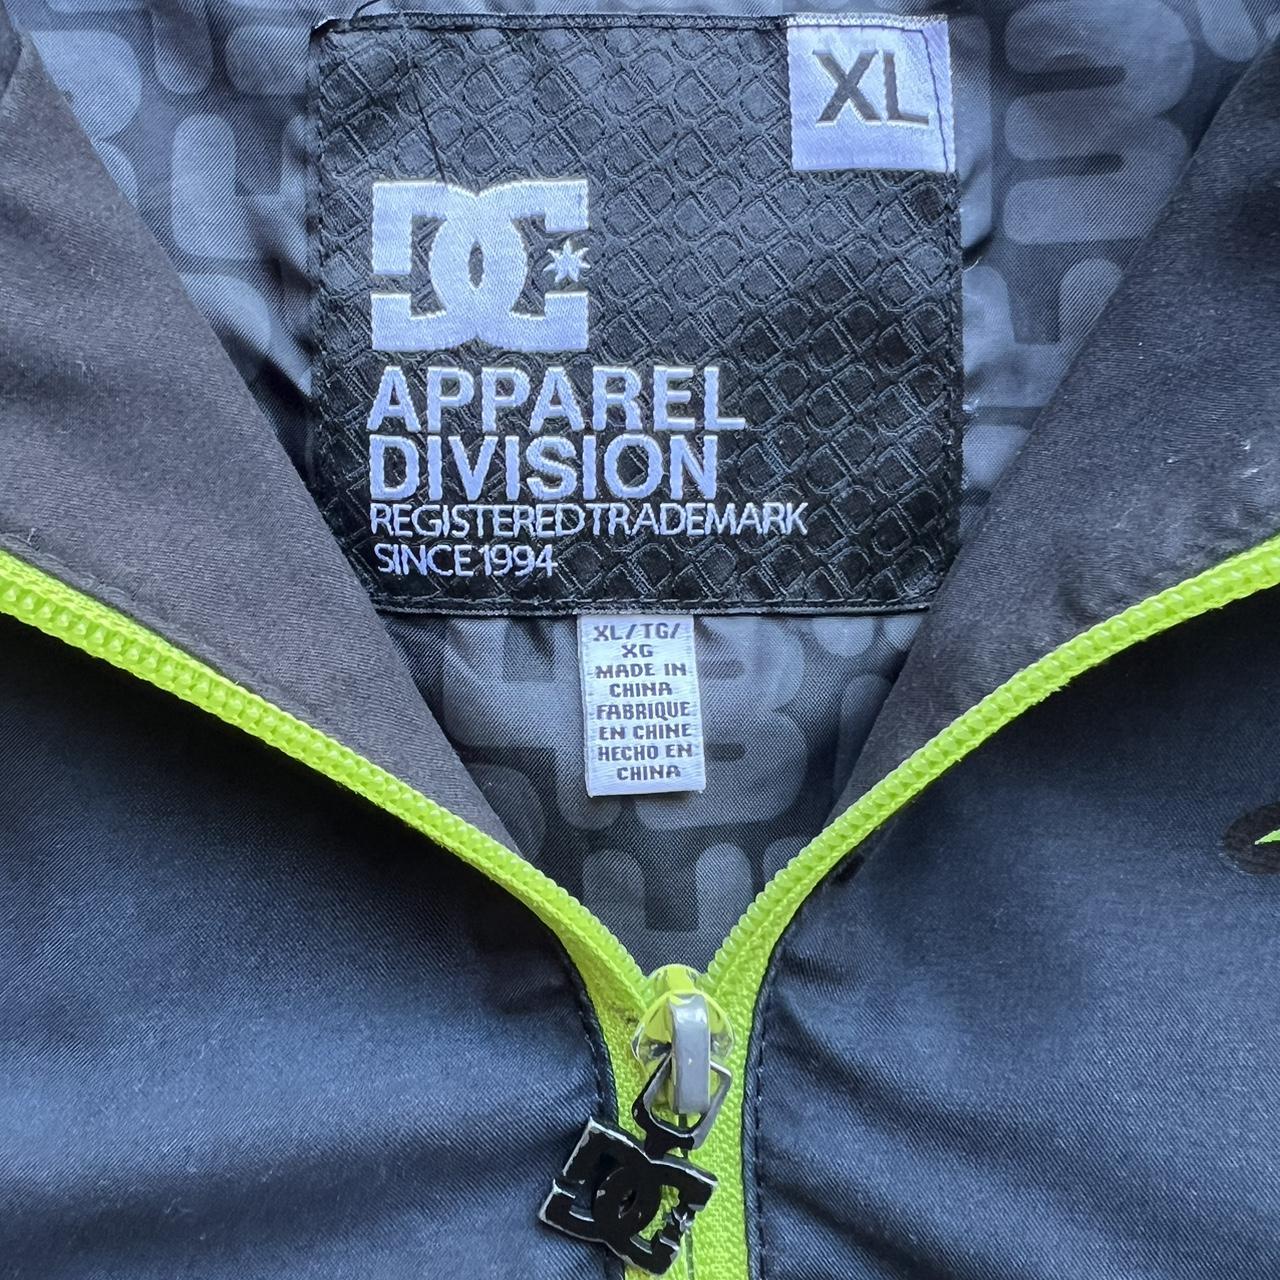 XL
DC
APPAREL
DIVISION
REGISTERED TRADEMARK
SINCE 1994
XL/TG/
XG
MADE IN
CHINA
FABRIQUE
EN CHINE
HECHO EN
CHINA
DC